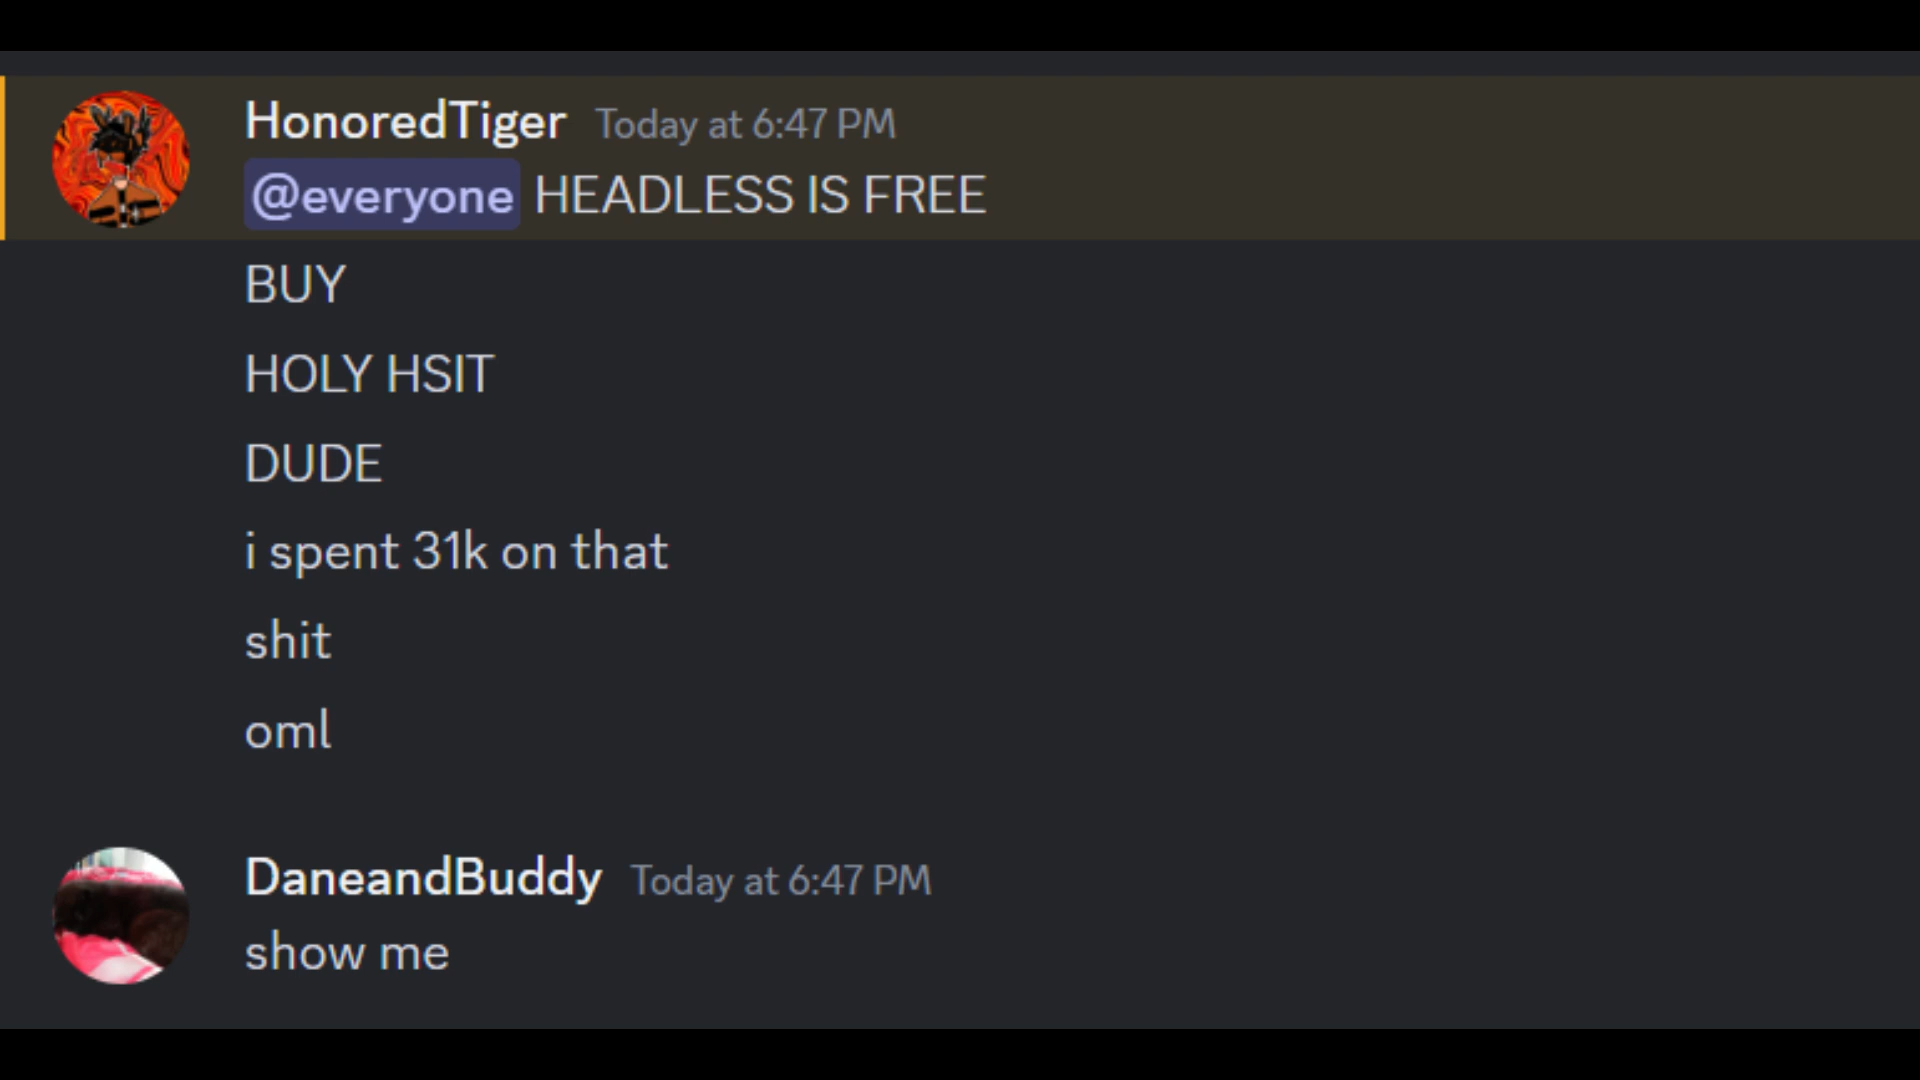 HonoredTiger Today at 6:47 PM
@everyone HEADLESS IS FREE
BUY
HOLY HSIT
DUDE
i spent 31k on that
shit
oml
DaneandBuddy Today at 6:47 PM
show me